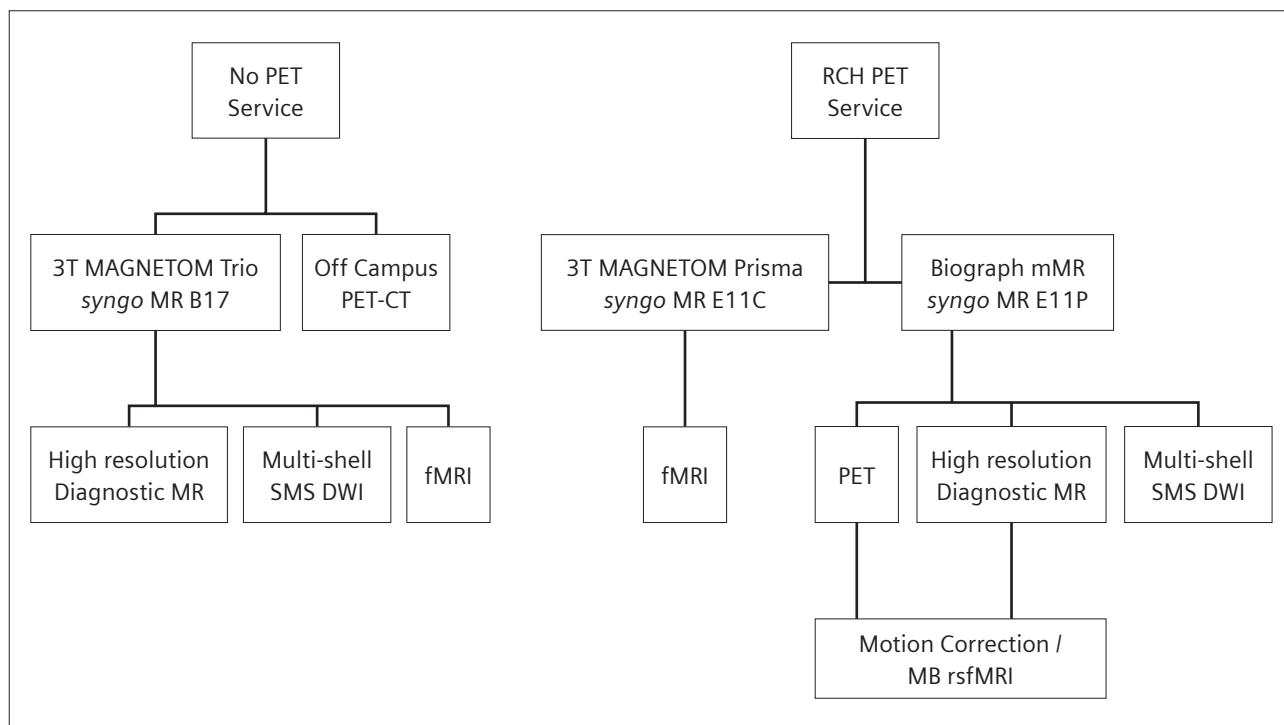 No PET
Service
RCH PET
Service
3T MAGNETOM Trio
syngo MR B17
Off Campus
PET-CT
3T MAGNETOM Prisma
syngo MR E11C
Biograph mMR
syngo MR E11P
High resolution
Diagnostic MR
Multi-shell
SMS DWI
fMRI
fMRI
PET
High resolution
Diagnostic MR
Multi-shell
SMS DWI
Motion Correction /
MB rsfMRI